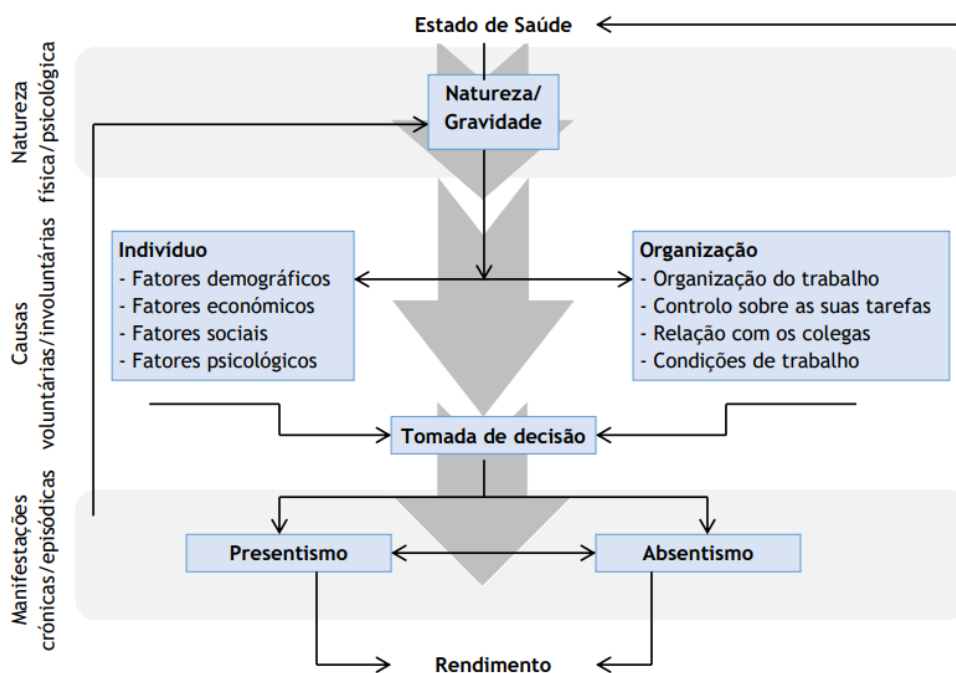 Estado de Saúde
Natureza
física/psicológica
Natureza/
Gravidade
Causas
voluntárias/involuntárias
Indivíduo
- Fatores demográficos
- Fatores económicos
- Fatores sociais
- Fatores psicológicos
Organização
- Organização do trabalho
- Controlo sobre as suas tarefas
- Relação com os colegas
- Condições de trabalho
Tomada de decisão
Manifestações
crónicas/episódicas
Presentismo
Absentismo
Rendimento